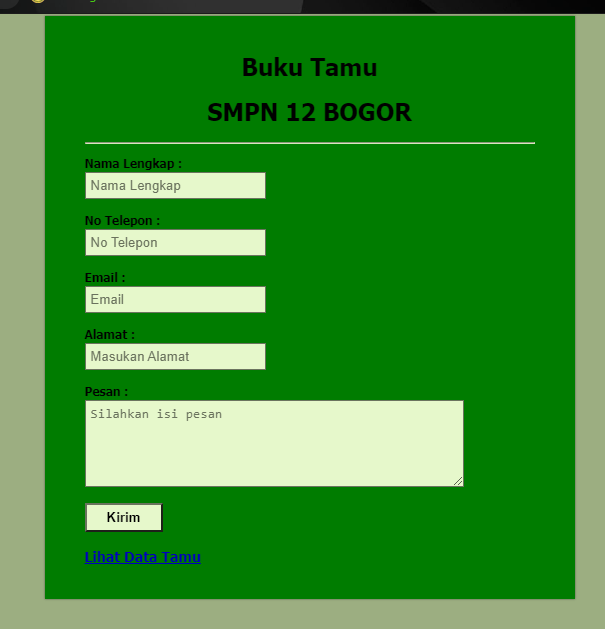 Buku Tamu
SMPN 12 BOGOR
Nama Lengkap :
Nama Lengkap
No Telepon :
No Telepon
Email :
Email
Alamat :
Masukan Alamat
Pesan :
Silahkan isi pesan
Kirim
Lihat Data Tamu